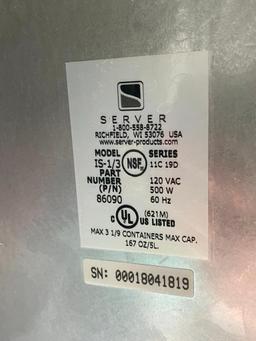 SERVER
1-800-558-8722
RICHFIELD, WI 53076 USA
www.server-products.com
MODEL SERIES
IS-1/3 NSF 11C 19D
PART
NUMBER 120 VAC
(P/N) 500 W
86090 60 Hz
(621M)
C UL US LISTED
MAX 3 1/9 CONTAINERS MAX CAP.
167 OZ/5L.
SN: 00018041819